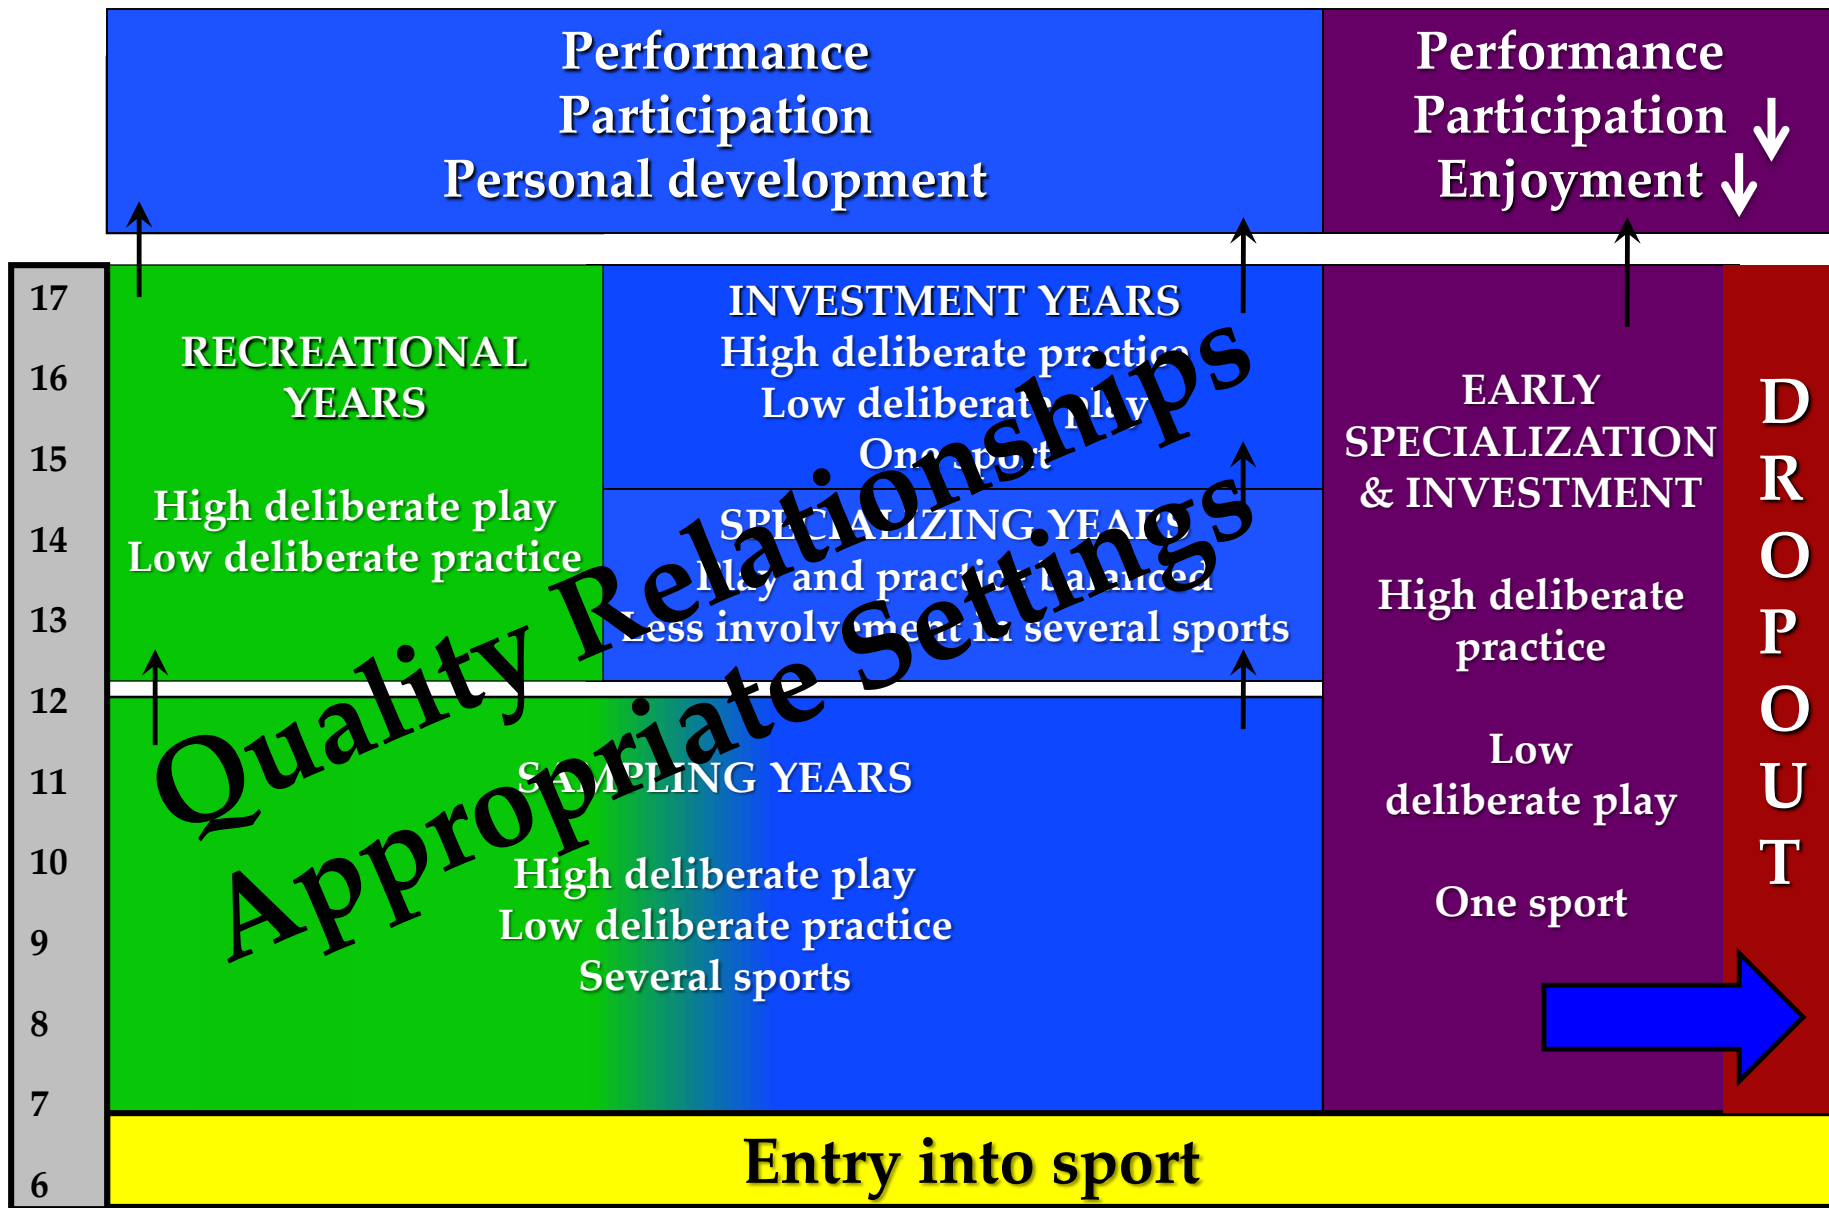 Performance
Participation
Personal development
Performance
Participation
Enjoyment
17
16
15
14
13
12
11
10
9
8
7
6
RECREATIONAL
YEARS
High deliberate play
Low deliberate practice
INVESTMENT YEARS
High deliberate practice
Low deliberate play
One sport
SPECIALIZING YEARS
Play and practice balanced
Less involvement in several sports
EARLY
SPECIALIZATION
& INVESTMENT
High deliberate
practice
Low
deliberate play
One sport
DROPOUT
Quality Relationships
Appropriate Settings
SAMPLING YEARS
High deliberate play
Low deliberate practice
Several sports
Entry into sport